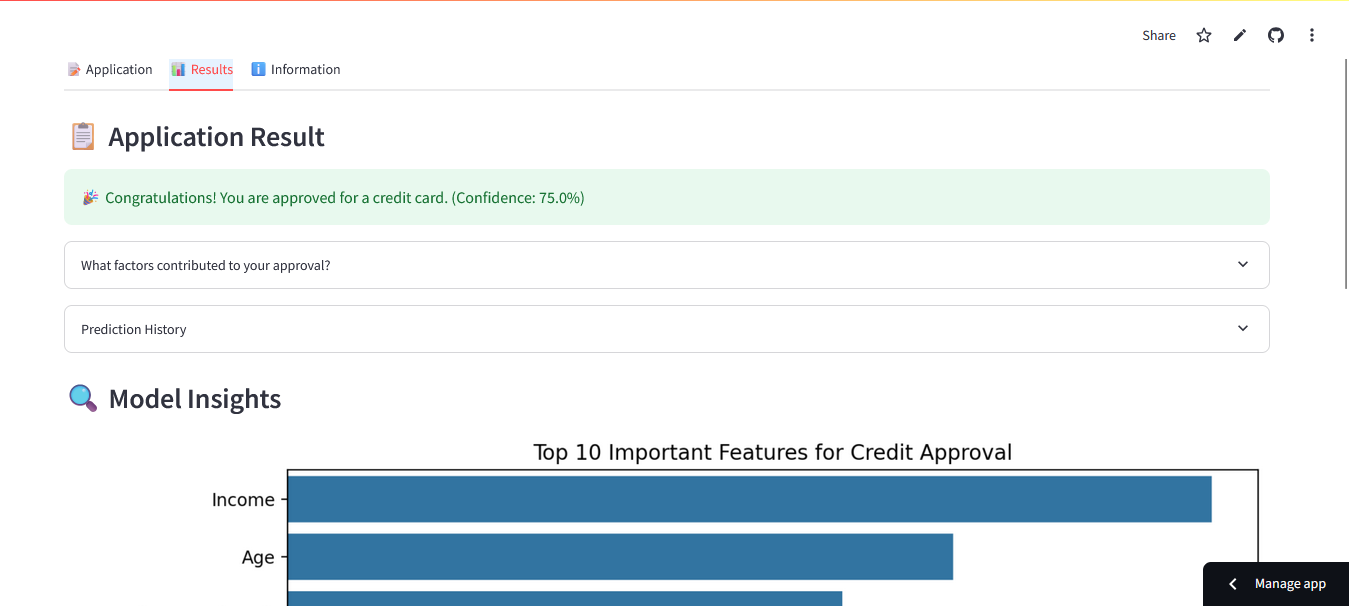 Share
Application Results Information
Application Result
Congratulations! You are approved for a credit card. (Confidence: 75.0%)
What factors contributed to your approval?
Prediction History
Model Insights
Top 10 Important Features for Credit Approval
Income
Age
Manage app